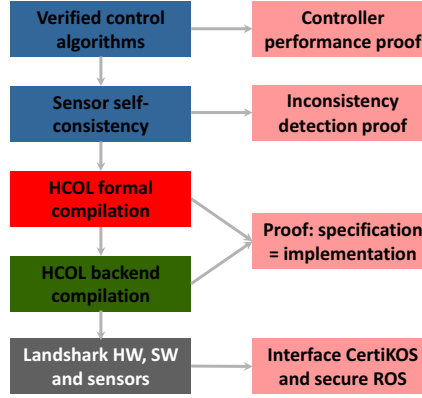 Verified control
algorithms
Controller
performance proof
Sensor self-
consistency
Inconsistency
detection proof
HCOL formal
compilation
Proof: specification
= implementation
HCOL backend
compilation
Landshark HW, SW
and sensors
Interface CertiKOS
and secure ROS